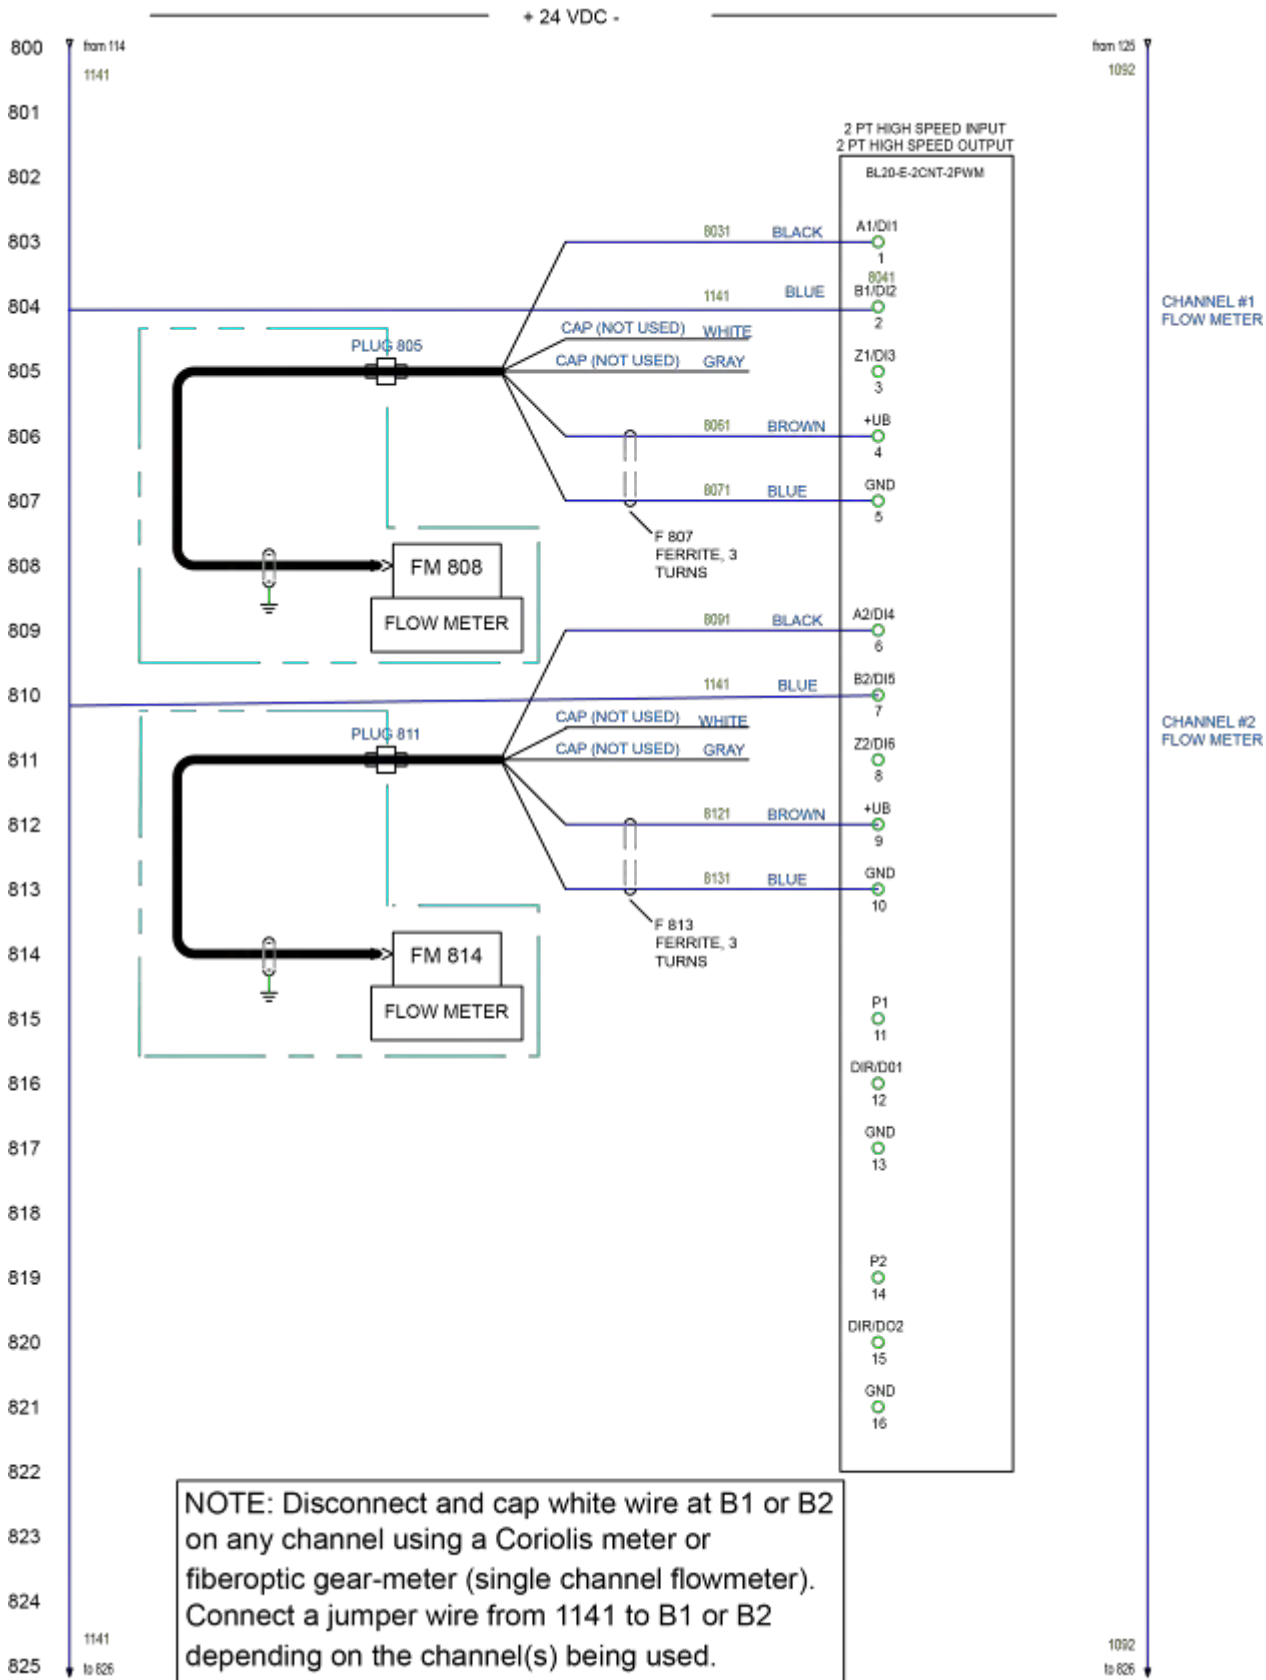 + 24 VDC -
800
from 114
from 125
1141
1092
801
2 PT HIGH SPEED INPUT
2 PT HIGH SPEED OUTPUT
802
BL20-E-2CNT-2PWM
A1/DI1
803
8031
BLACK
1
8041
804
1141
BLUE
B1/DI2
2
CHANNEL #1
FLOW METER
CAP (NOT USED)
WHITE
PLUG 805
805
CAP (NOT USED)
GRAY
Z1/DI3
3
806
8061
BROWN
+UB
4
807
8071
BLUE
GND
5
F 807
FERRITE, 3
TURNS
808
FM 808
FLOW METER
809
8091
BLACK
A2/DI4
6
810
1141
BLUE
B2/DI5
7
CHANNEL #2
FLOW METER
CAP (NOT USED)
WHITE
PLUG 811
811
CAP (NOT USED)
GRAY
Z2/DI6
8
812
8121
BROWN
+UB
9
813
8131
BLUE
GND
10
F 813
FERRITE, 3
TURNS
814
FM 814
FLOW METER
815
P1
11
816
DIR/D01
12
817
GND
13
818
819
P2
14
820
DIR/DO2
15
821
GND
16
822
NOTE: Disconnect and cap white wire at B1 or B2
823
on any channel using a Coriolis meter or
fiberoptic gear-meter (single channel flowmeter).
824
Connect a jumper wire from 1141 to B1 or B2
depending on the channel(s) being used.
1141
1092
825
to 826
to 826